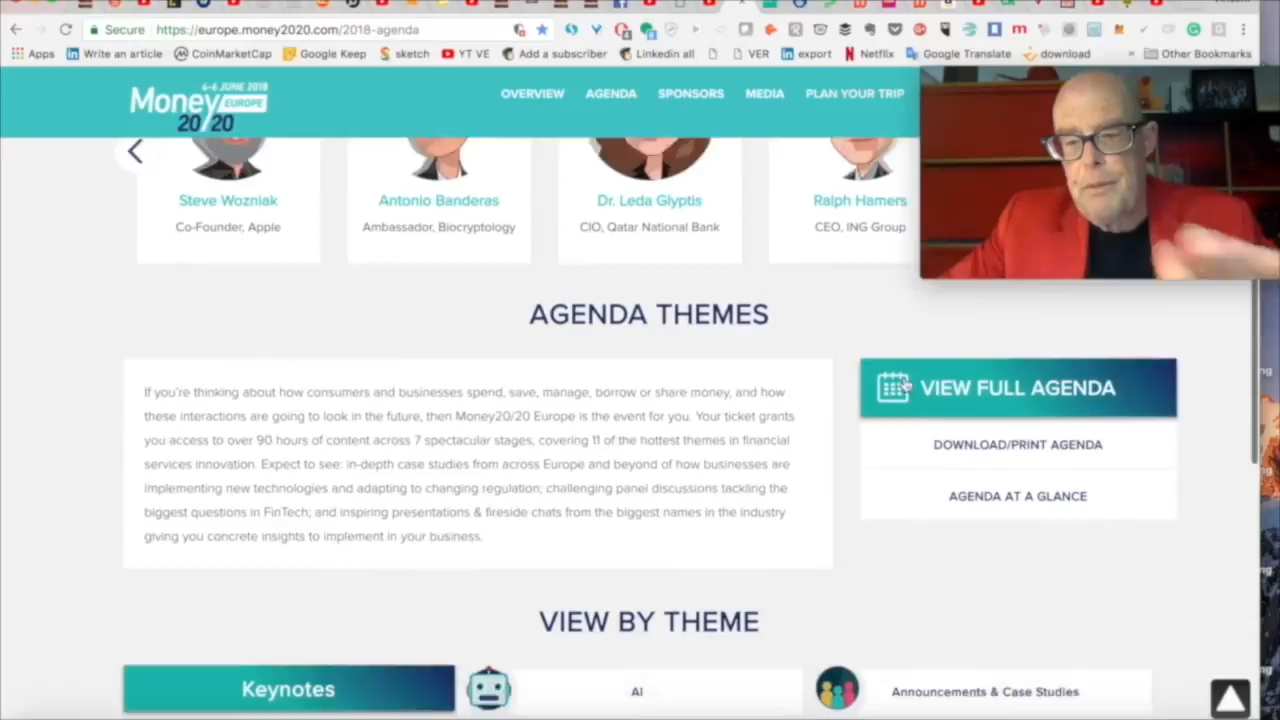 Secure
https://europe.money2020.com/2018-agenda
Apps
Write an article
CoinMarketCap
Google Keep
sketch
YT VE
Add a subscriber
Linkedin all
VER
export
Netflix
Google Translate
download
»
Other Bookmarks
4-6 JUNE 2018
Money
EUROPE
20/20
OVERVIEW
AGENDA
SPONSORS
MEDIA
PLAN YOUR TRIP
Steve Wozniak
Co-Founder, Apple
Antonio Banderas
Ambassador, Biocryptology
Dr. Leda Glyptis
CIO, Qatar National Bank
Ralph Hamers
CEO, ING Group
AGENDA THEMES
If you're thinking about how consumers and businesses spend, save, manage, borrow or share money, and how
these interactions are going to look in the future, then Money20/20 Europe is the event for you. Your ticket grants
you access to over 90 hours of content across 7 spectacular stages, covering 11 of the hottest themes in financial
services innovation. Expect to see: in-depth case studies from across Europe and beyond of how businesses are
implementing new technologies and adapting to changing regulation; challenging panel discussions tackling the
biggest questions in FinTech; and inspiring presentations & fireside chats from the biggest names in the industry
giving you concrete insights to implement in your business.
VIEW FULL AGENDA
DOWNLOAD/PRINT AGENDA
AGENDA AT A GLANCE
VIEW BY THEME
Keynotes
AI
Announcements & Case Studies